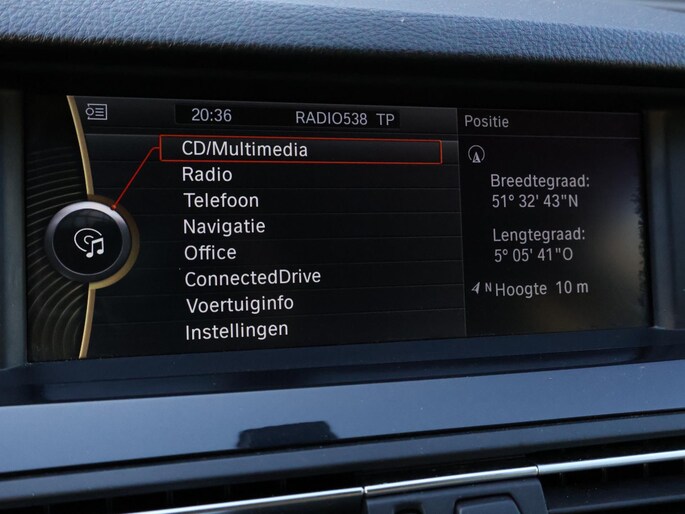 20:36 RADIO538 TP
CD/Multimedia
Radio
Telefoon
Navigatie
Office
ConnectedDrive
Voertuiginfo
Instellingen
Positie
Breedtegraad:
51° 32' 43"N
Lengtegraad:
5° 05' 41"O
N Hoogte 10 m